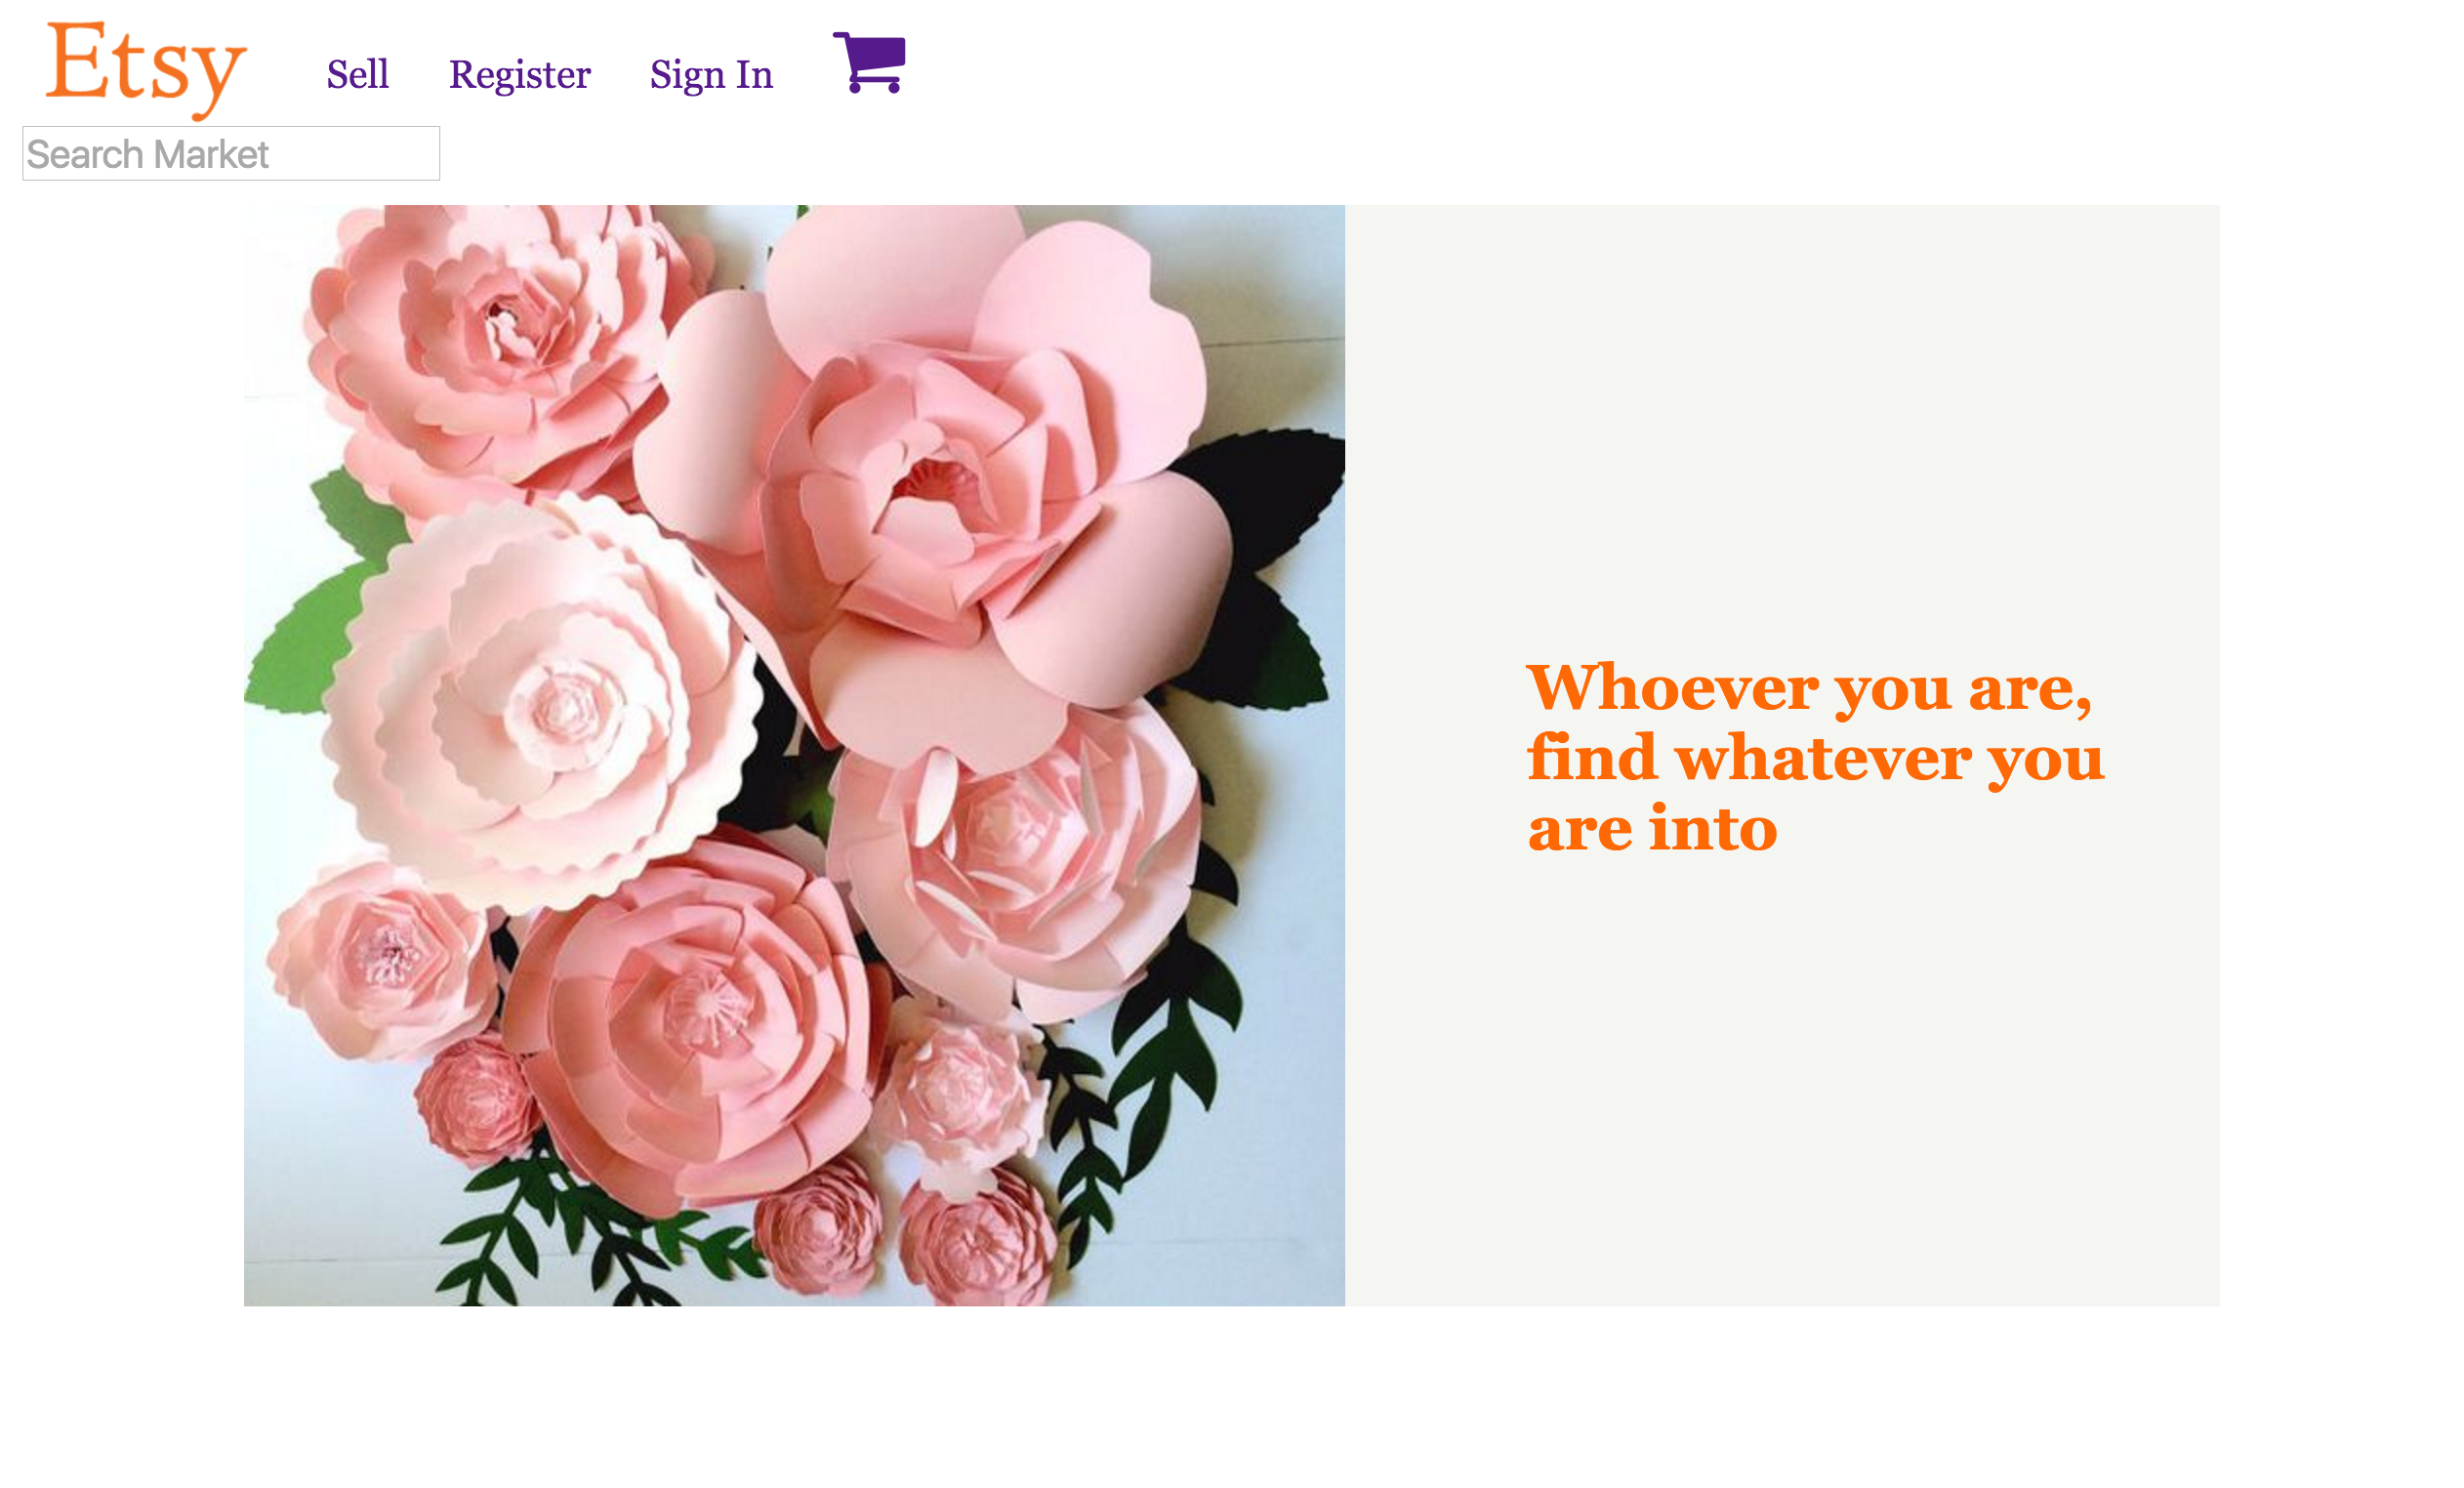 Etsy
Sell Register Sign In
Search Market
Whoever you are,
find whatever you
are into